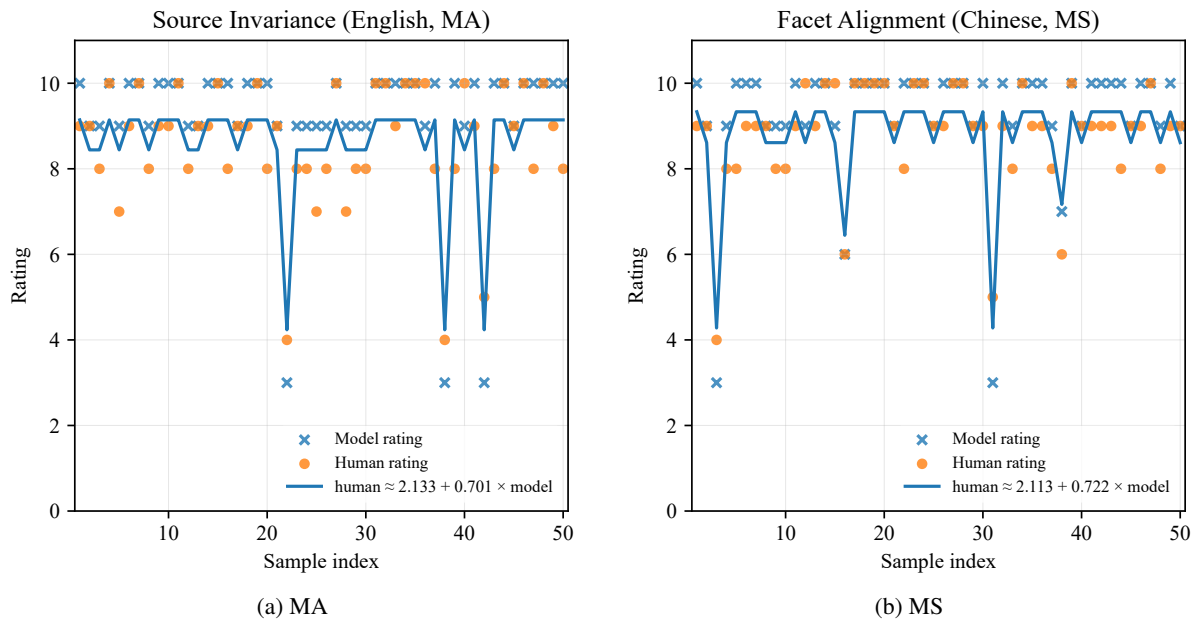 Source Invariance (English, MA)
10
8
6
4
2
0
Rating
Model rating
Human rating
human ≈ 2.133 + 0.701 × model
10
20
30
40
50
Sample index
(a) MA
Facet Alignment (Chinese, MS)
10
8
6
4
2
0
Rating
Model rating
Human rating
human ≈ 2.113 + 0.722 × model
10
20
30
40
50
Sample index
(b) MS